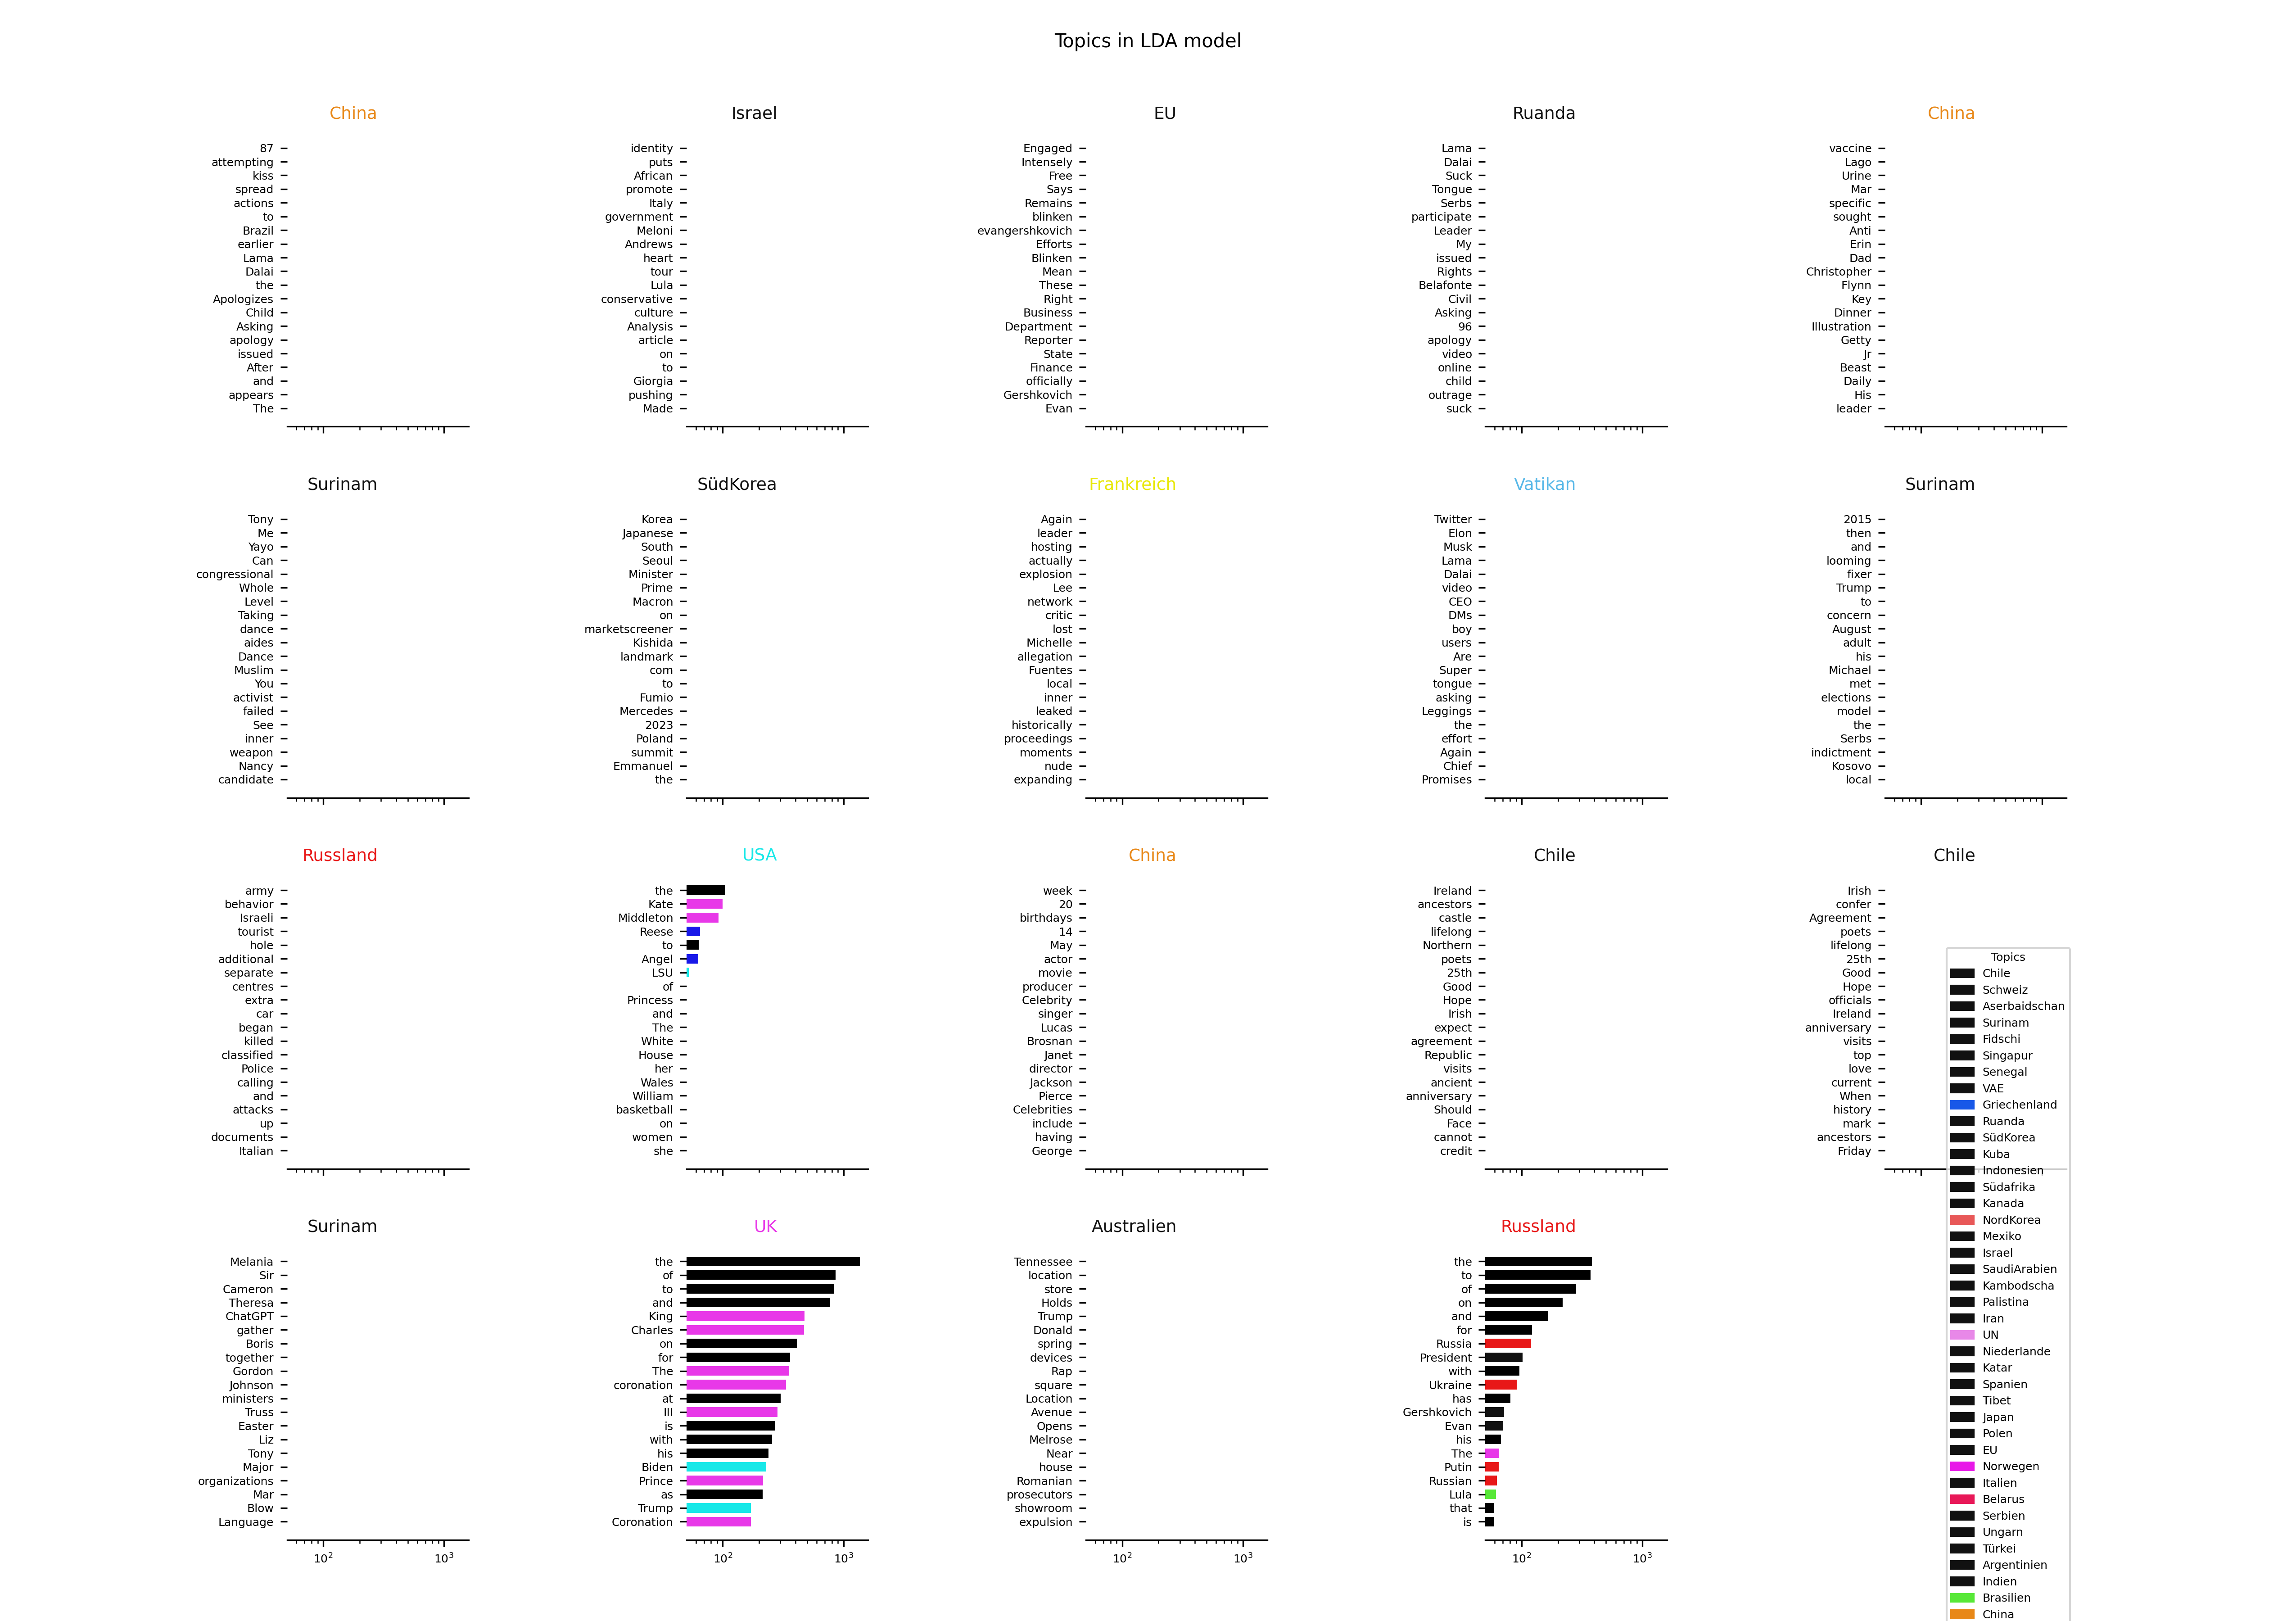 Topics in LDA model
China
87
attempting
kiss
spread
actions
to
Brazil
earlier
Lama
Dalai
the
Apologizes
Child
Asking
apology
issued
After
and
appears
The
Israel
identity
puts
African
promote
Italy
government
Meloni
Andrews
heart
tour
Lula
conservative
culture
Analysis
article
on
to
Giorgia
pushing
Made
EU
Engaged
Intensely
Free
Says
Remains
blinken
evangershkovich
Efforts
Blinken
Mean
These
Right
Business
Department
Reporter
State
Finance
officially
Gershkovich
Evan
Ruanda
Lama
Dalai
Suck
Tongue
Serbs
participate
Leader
My
issued
Rights
Belafonte
Civil
Asking
96
apology
video
online
child
outrage
suck
China
vaccine
Lago
Urine
Mar
specific
sought
Anti
Erin
Dad
Christopher
Flynn
Key
Dinner
Illustration
Getty
Jr
Beast
Daily
His
leader
Surinam
Tony
Me
Yayo
Can
congressional
Whole
Level
Taking
dance
aides
Dance
Muslim
You
activist
failed
See
inner
weapon
Nancy
candidate
SüdKorea
Korea
Japanese
South
Seoul
Minister
Prime
Macron
on
marketscreener
Kishida
landmark
com
to
Fumio
Mercedes
2023
Poland
summit
Emmanuel
the
Frankreich
Again
leader
hosting
actually
explosion
Lee
network
critic
lost
Michelle
allegation
Fuentes
local
inner
leaked
historically
proceedings
moments
nude
expanding
Vatikan
Twitter
Elon
Musk
Lama
Dalai
video
CEO
DMs
boy
users
Are
Super
tongue
asking
Leggings
the
effort
Again
Chief
Promises
Surinam
2015
then
and
looming
fixer
Trump
to
concern
August
adult
his
Michael
met
elections
model
the
Serbs
indictment
Kosovo
local
Russland
army
behavior
Israeli
tourist
hole
additional
separate
centres
extra
car
began
killed
classified
Police
calling
and
attacks
up
documents
Italian
USA
the
Kate
Middleton
Reese
to
Angel
LSU
of
Princess
and
The
White
House
her
Wales
William
basketball
on
women
she
China
week
20
birthdays
14
May
actor
movie
producer
Celebrity
singer
Lucas
Brosnan
Janet
director
Jackson
Pierce
Celebrities
include
having
George
Chile
Ireland
ancestors
castle
lifelong
Northern
poets
25th
Good
Hope
Irish
expect
agreement
Republic
visits
ancient
anniversary
Should
Face
cannot
credit
Chile
Irish
confer
Agreement
poets
lifelong
25th
Good
Hope
officials
Ireland
anniversary
visits
top
love
current
When
history
mark
ancestors
Friday
Surinam
Melania
Sir
Cameron
Theresa
ChatGPT
gather
Boris
together
Gordon
Johnson
ministers
Truss
Easter
Liz
Tony
Major
organizations
Mar
Blow
Language
10²
10³
UK
the
of
to
and
King
Charles
on
for
The
coronation
at
III
is
with
his
Biden
Prince
as
Trump
Coronation
10²
10³
Australien
Tennessee
location
store
Holds
Trump
Donald
spring
devices
Rap
square
Location
Avenue
Opens
Melrose
Near
house
Romanian
prosecutors
showroom
expulsion
10²
10³
Russland
the
to
of
on
and
for
Russia
President
with
Ukraine
has
Gershkovich
Evan
his
The
Putin
Russian
Lula
that
is
10²
10³
Topics
Chile
Schweiz
Aserbaidschan
Surinam
Fidschi
Singapur
Senegal
VAE
Griechenland
Ruanda
SüdKorea
Kuba
Indonesien
Südafrika
Kanada
NordKorea
Mexiko
Israel
SaudiArabien
Kambodscha
Palistina
Iran
UN
Niederlande
Katar
Spanien
Tibet
Japan
Polen
EU
Norwegen
Italien
Belarus
Serbien
Ungarn
Türkei
Argentinien
Indien
Brasilien
China